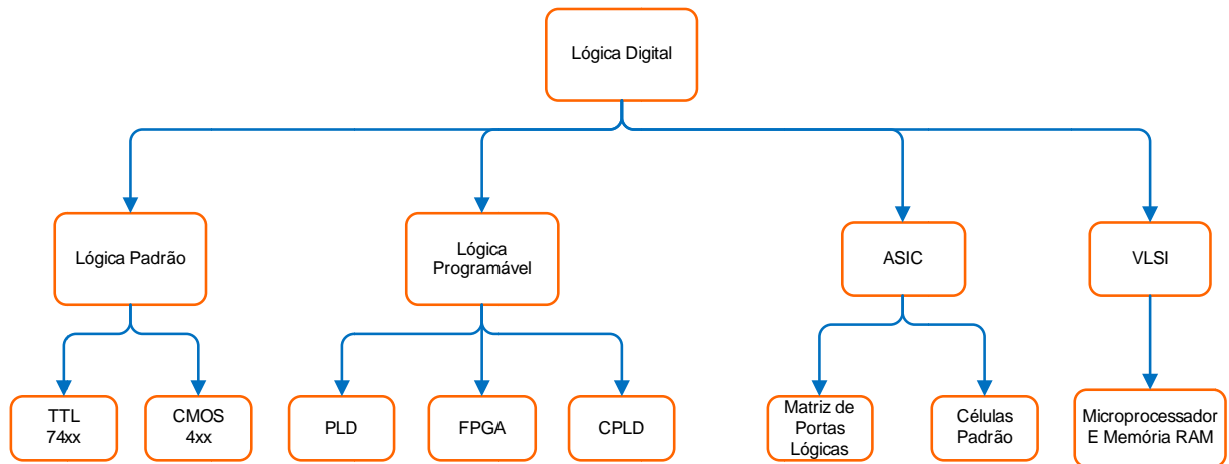 Lógica Digital
Lógica Padrão
Lógica
Programável
ASIC
VLSI
TTL
74xx
CMOS
4xx
PLD
FPGA
CPLD
Matriz de
Portas
Lógicas
Células
Padrão
Microprocessador
E Memória RAM